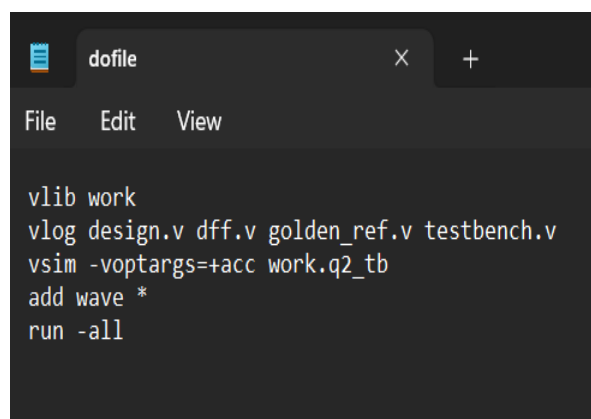 dofile
File Edit View
vlib work
vlog design.v dff.v golden_ref.v testbench.v
vsim -voptargs=+acc work.q2_tb
add wave *
run -all